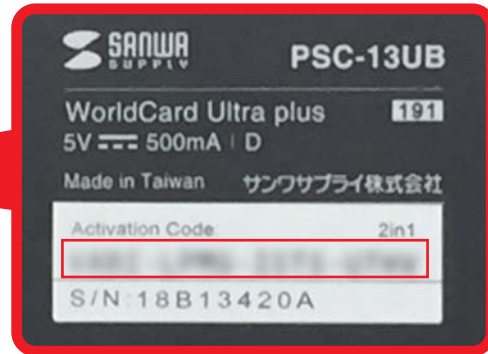 SANWA
SUPPLY
PSC-13UB
WorldCard Ultra plus 191
5V 500mA | D
Made in Taiwan サンワサプライ株式会社
Activation Code: 2in1
S/N:18B13420A